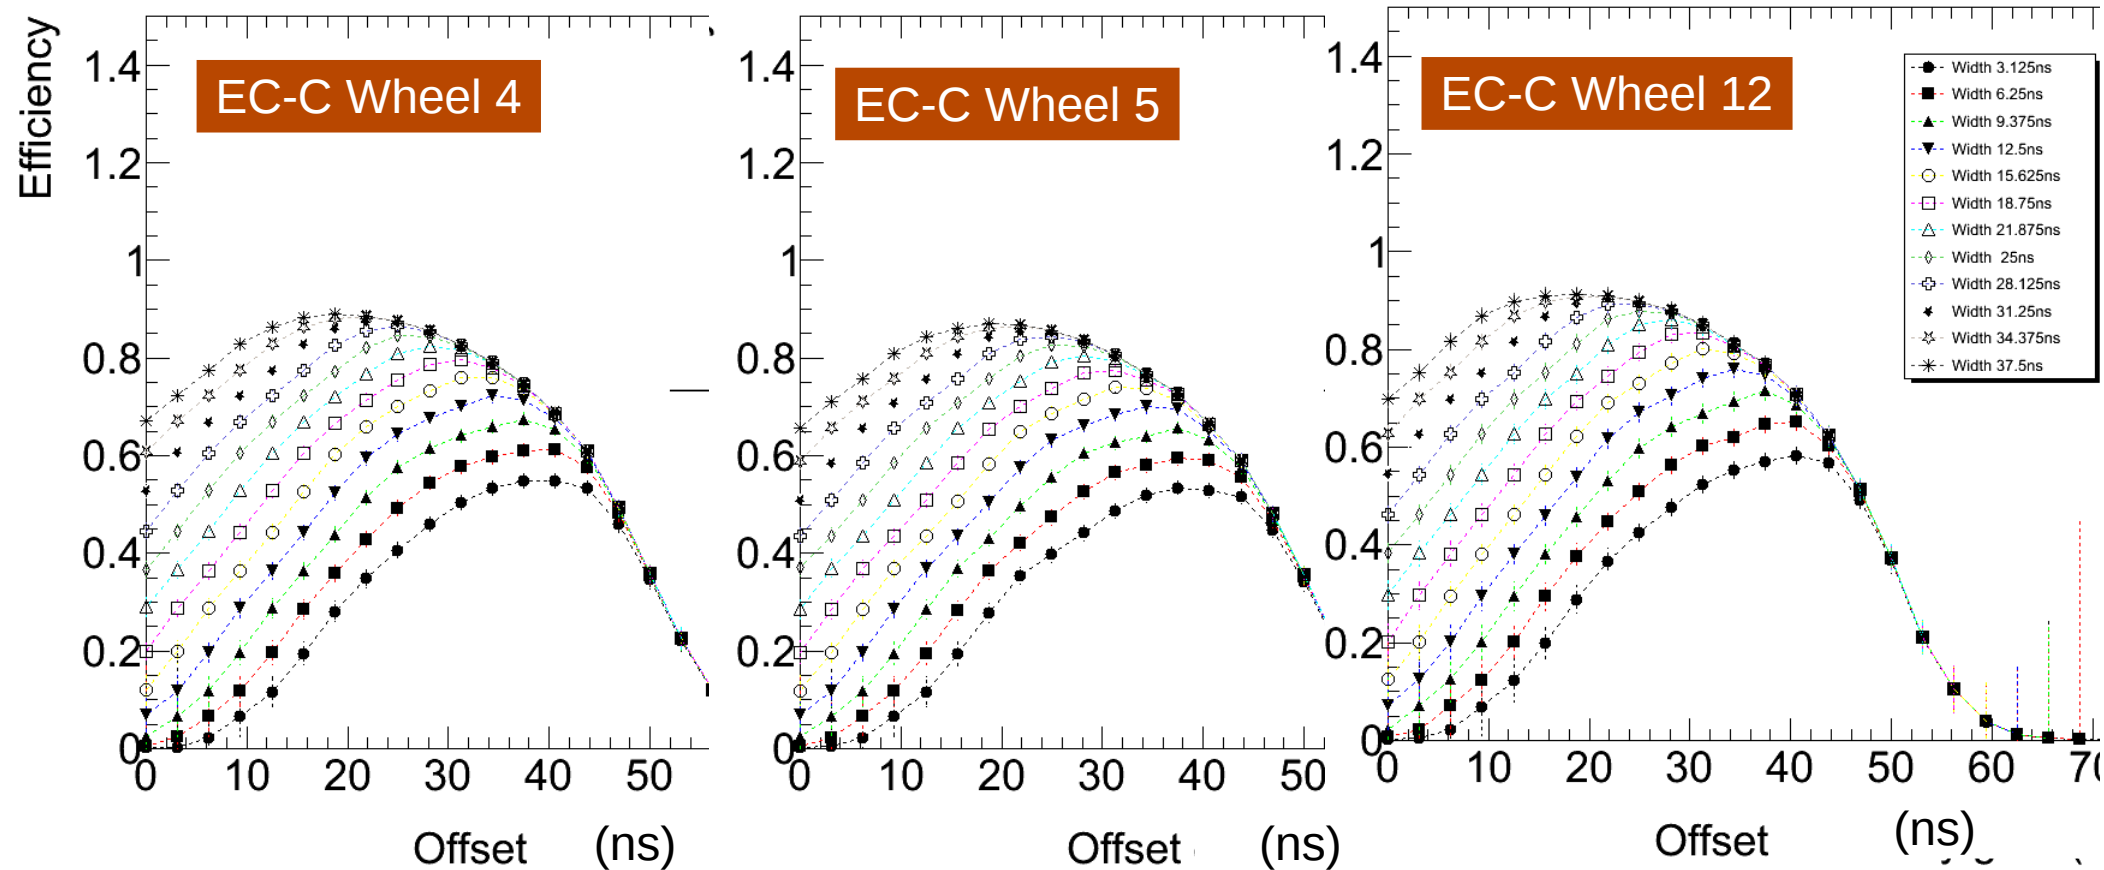 Efficiency
EC-C Wheel 4
1.4
1.2
1
0.8
0.6
0.4
0.2
0
0 10 20 30 40 50
Offset (ns)
EC-C Wheel 5
1.4
1.2
1
0.8
0.6
0.4
0.2
0
0 10 20 30 40 50
Offset (ns)
EC-C Wheel 12
1.4
1.2
1
0.8
0.6
0.4
0.2
0
0 10 20 30 40 50 60 70
Offset (ns)
Width 3.125ns
Width 6.25ns
Width 9.375ns
Width 12.5ns
Width 15.625ns
Width 18.75ns
Width 21.875ns
Width 25ns
Width 28.125ns
Width 31.25ns
Width 34.375ns
Width 37.5ns